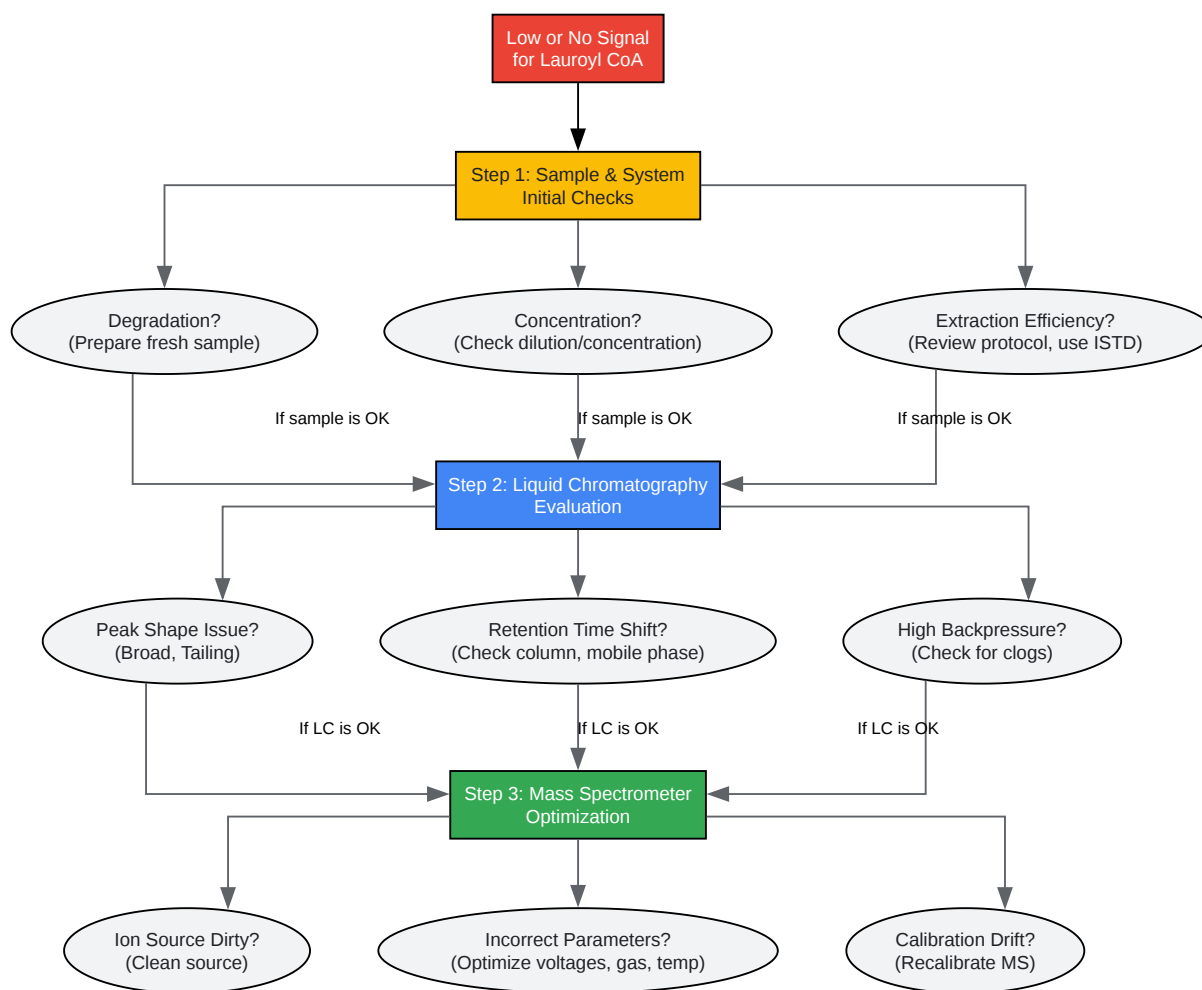 Low or No Signal
for Lauroyl CoA
Step 1: Sample & System
Initial Checks
Degradation?
(Prepare fresh sample)
Concentration?
(Check dilution/concentration)
Extraction Efficiency?
(Review protocol, use ISTD)
If sample is OK
If sample is OK
If sample is OK
Step 2: Liquid Chromatography
Evaluation
Peak Shape Issue?
(Broad, Tailing)
Retention Time Shift?
(Check column, mobile phase)
High Backpressure?
(Check for clogs)
If LC is OK
If LC is OK
If LC is OK
Step 3: Mass Spectrometer
Optimization
Ion Source Dirty?
(Clean source)
Incorrect Parameters?
(Optimize voltages, gas, temp)
Calibration Drift?
(Recalibrate MS)